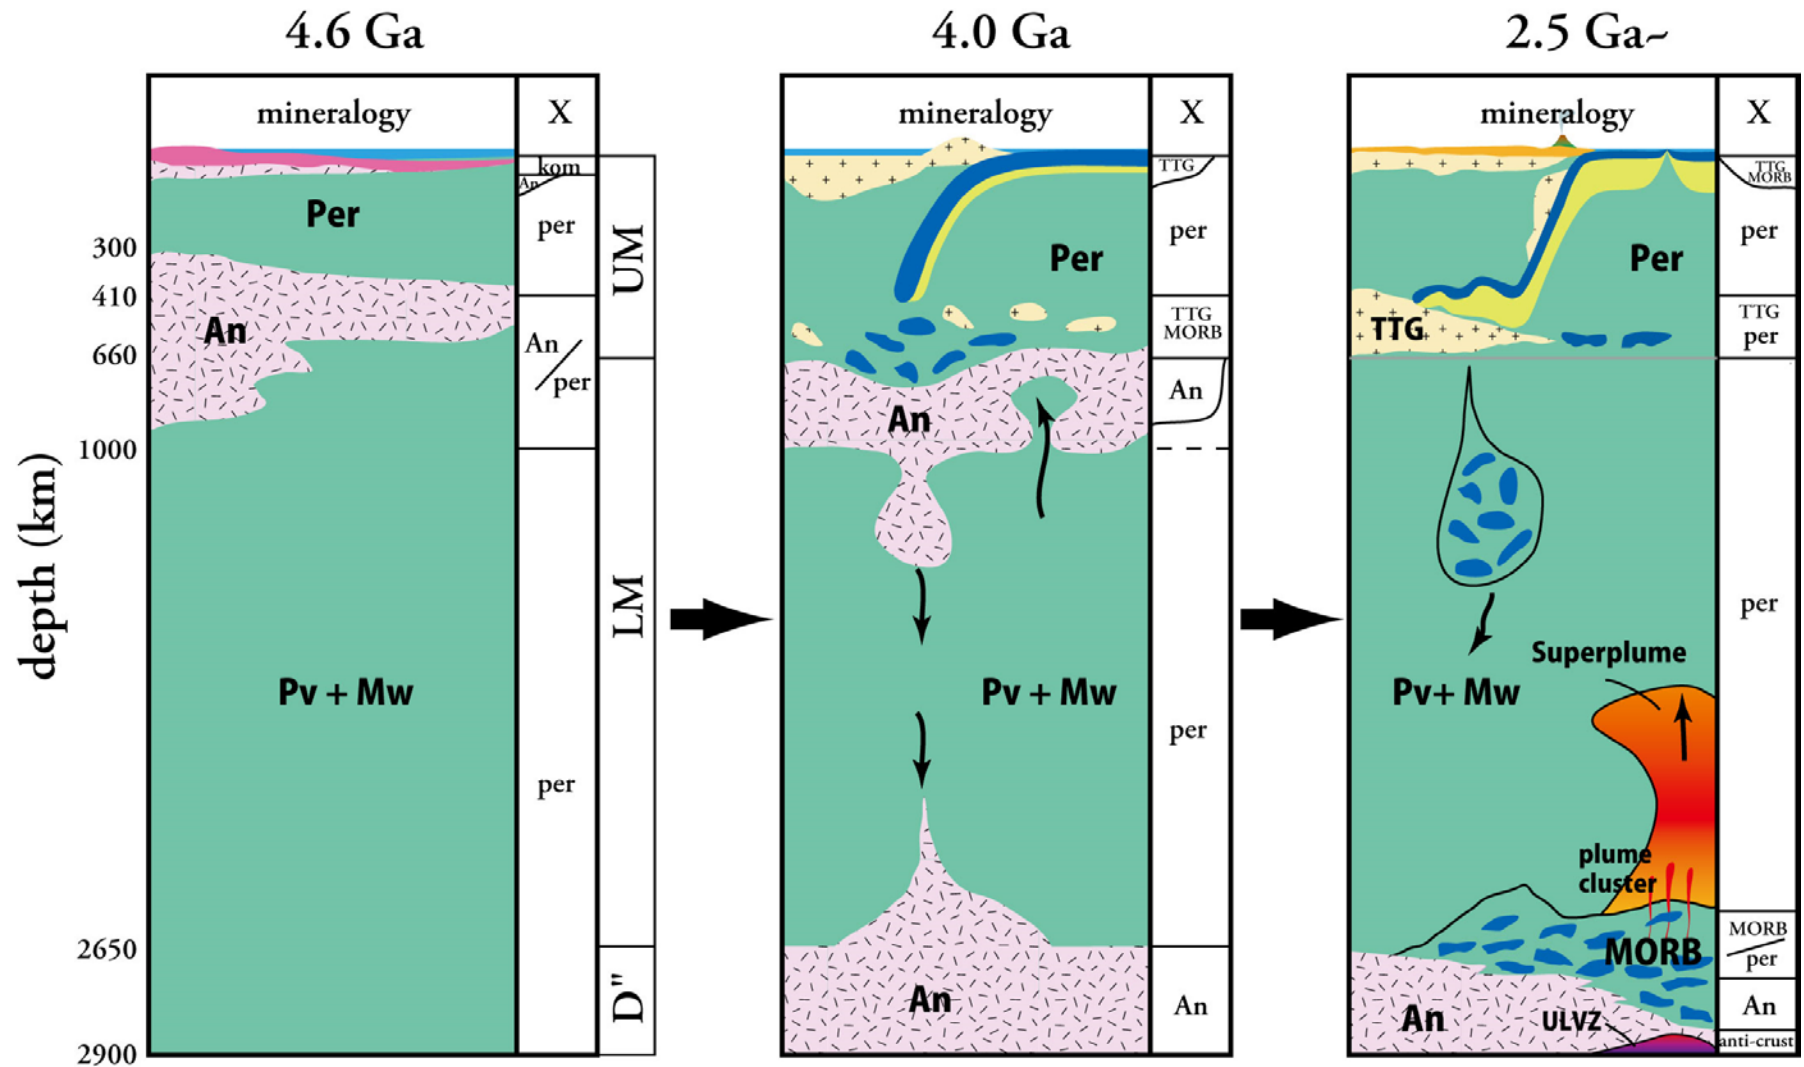 4.6 Ga
4.0 Ga
2.5 Ga~
depth (km)
300
410
660
1000
2650
2900
mineralogy
X
Per
An
Pv + Mw
kom
An
per
An
per
per
UM
LM
D"
mineralogy
X
Per
An
Pv + Mw
An
TTG
per
TTG
MORB
An
per
An
mineralogy
X
Per
TTG
Pv+ Mw
Superplume
plume
cluster
MORB
An
ULVZ
TTG
MORB
per
TTG
per
per
MORB
per
An
anti-crust